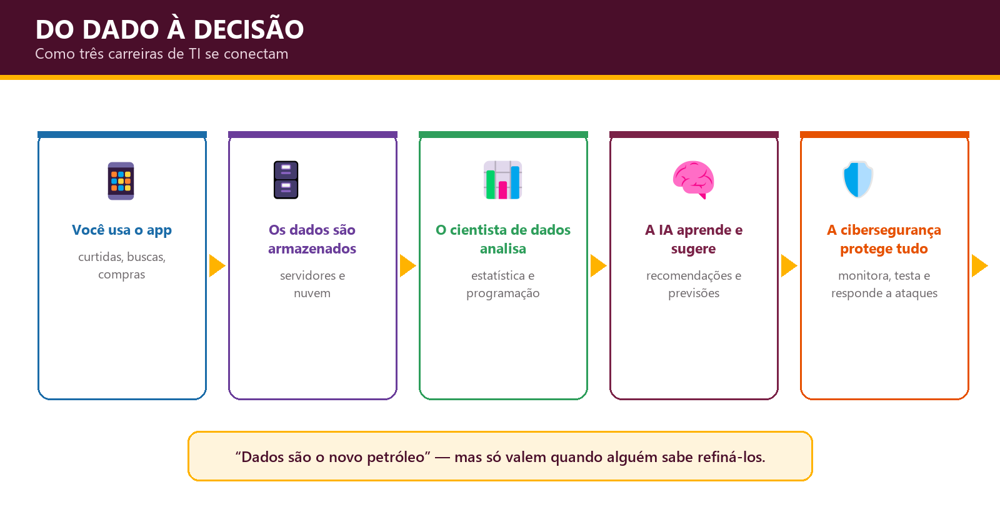 DO DADO À DECISÃO
Como três carreiras de TI se conectam
Você usa o app
curtidas, buscas,
compras
Os dados são
armazenados
servidores e
nuvem
O cientista de dados
analisa
estatística e
programação
A IA aprende e
sugere
recomendações e
previsões
A cibersegurança
protege tudo
monitora, testa e
responde a ataques
“Dados são o novo petróleo” — mas só valem quando alguém sabe refiná-los.